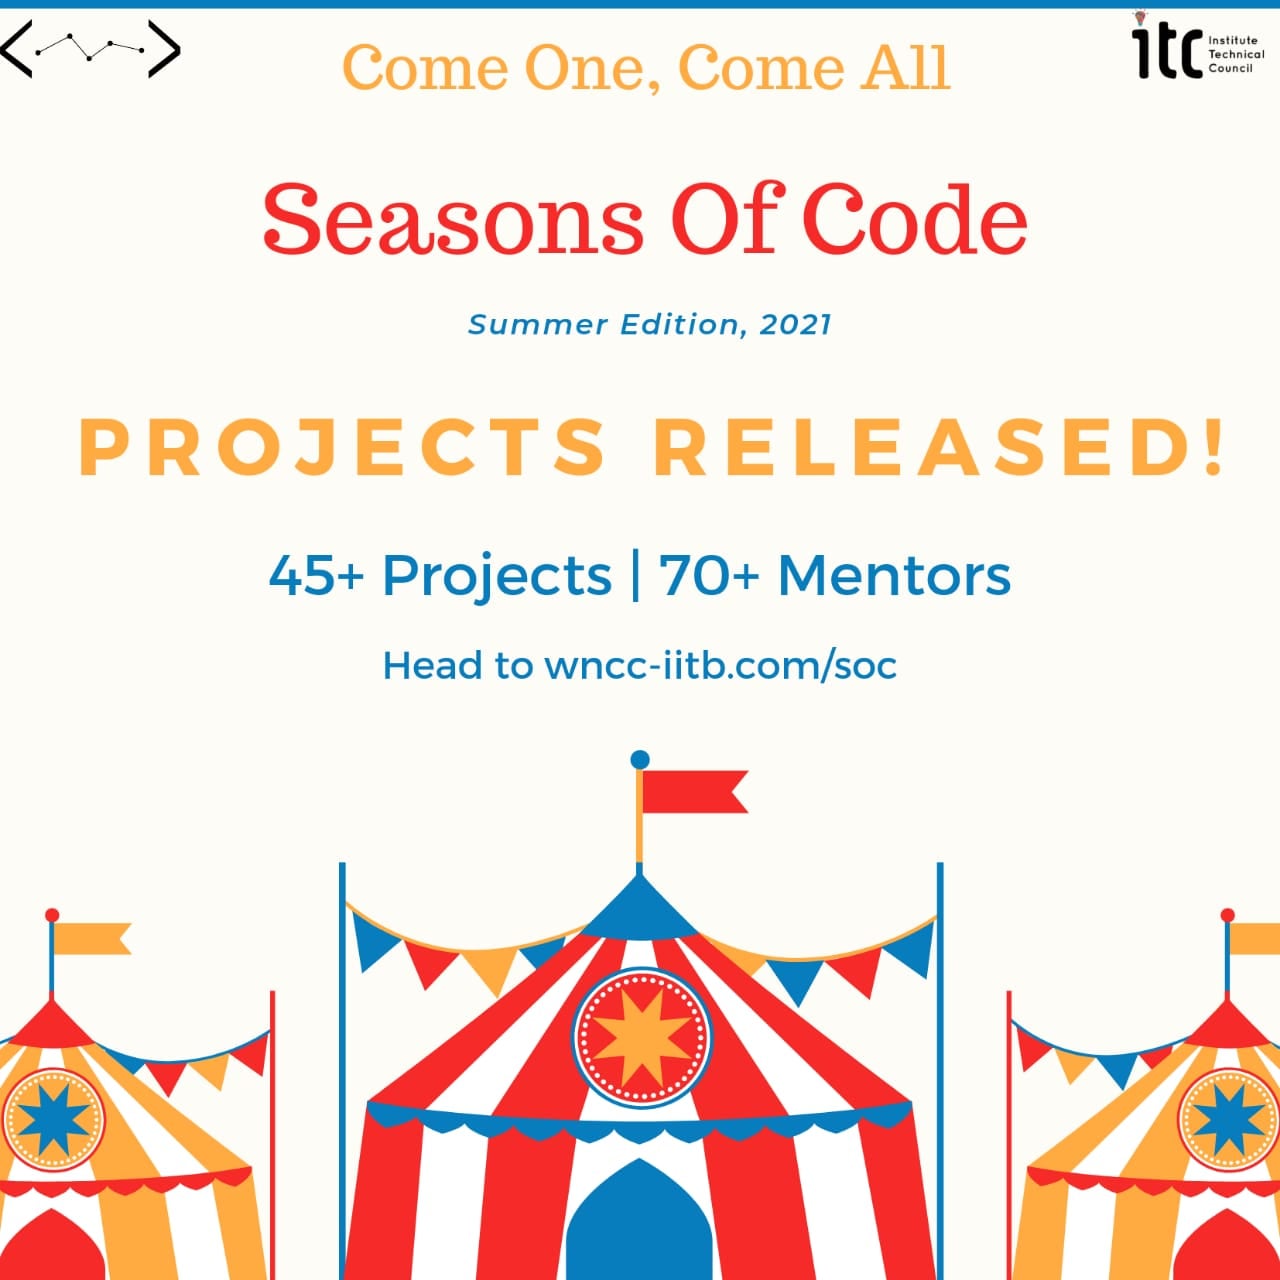 Come One, Come All
itc
Institute
Technical
Council
Seasons Of Code
Summer Edition, 2021
PROJECTS RELEASED!
45+ Projects | 70+ Mentors
Head to wncc-iitb.com/soc